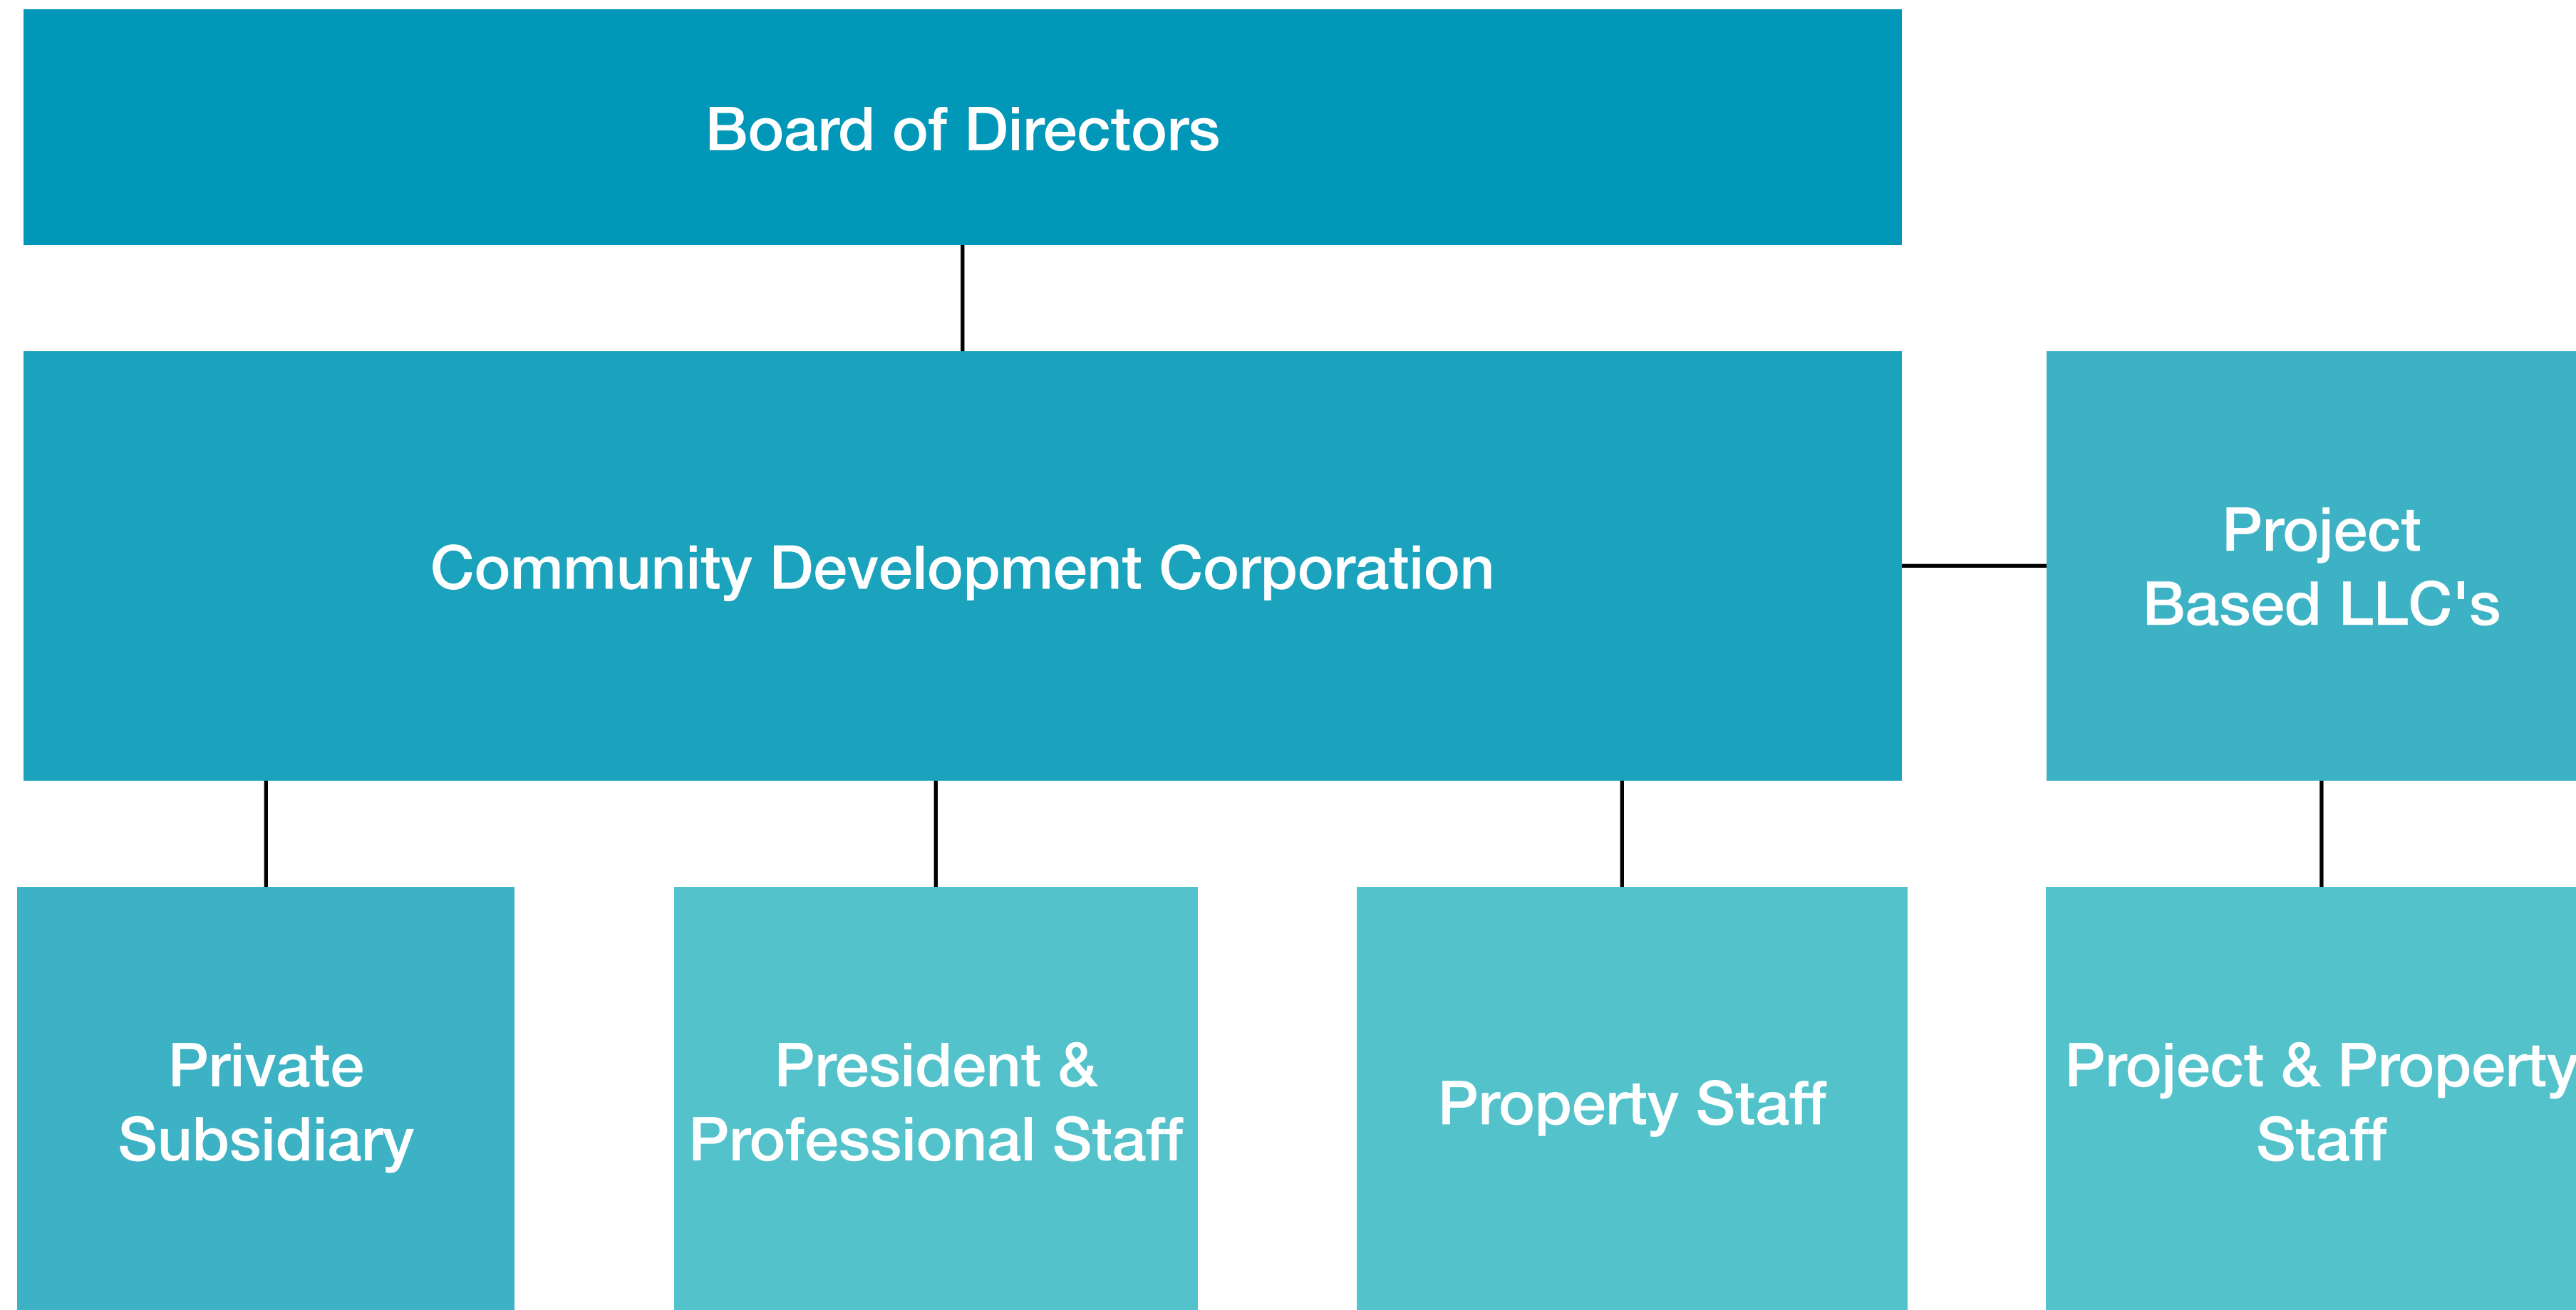 Board of Directors
Community Development Corporation
Project
Based LLC's
Private
Subsidiary
President &
Professional Staff
Property Staff
Project & Property
Staff